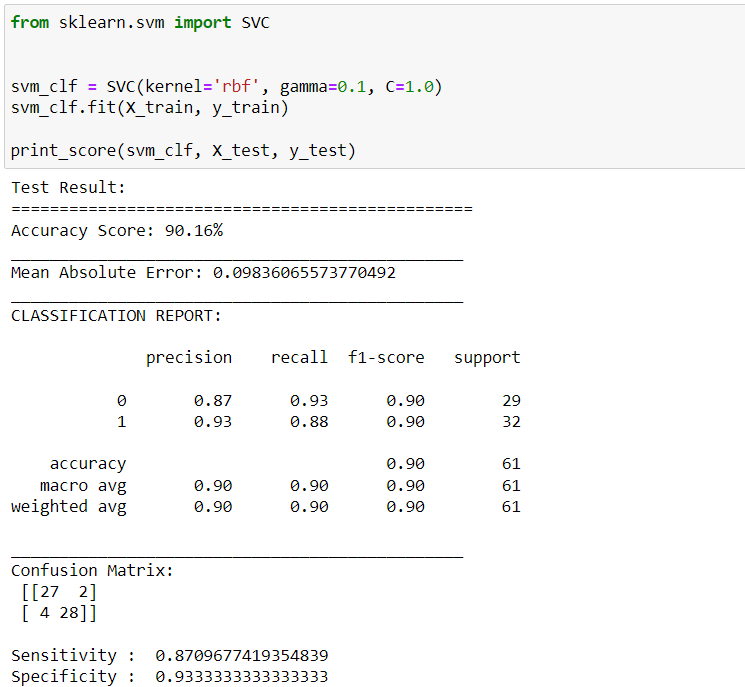 from sklearn.svm import SVC
svm_clf = SVC(kernel='rbf', gamma=0.1, C=1.0)
svm_clf.fit(X_train, y_train)
print_score(svm_clf, X_test, y_test)
Test Result:
================================================
Accuracy Score: 90.16%
_______________________________________________
Mean Absolute Error: 0.09836065573770492
_______________________________________________
CLASSIFICATION REPORT:
precision recall f1-score support
0 0.87 0.93 0.90 29
1 0.93 0.88 0.90 32
accuracy 0.90 61
macro avg 0.90 0.90 0.90 61
weighted avg 0.90 0.90 0.90 61
_______________________________________________
Confusion Matrix:
[[27  2]
[ 4 28]]
Sensitivity :  0.8709677419354839
Specificity :  0.9333333333333333